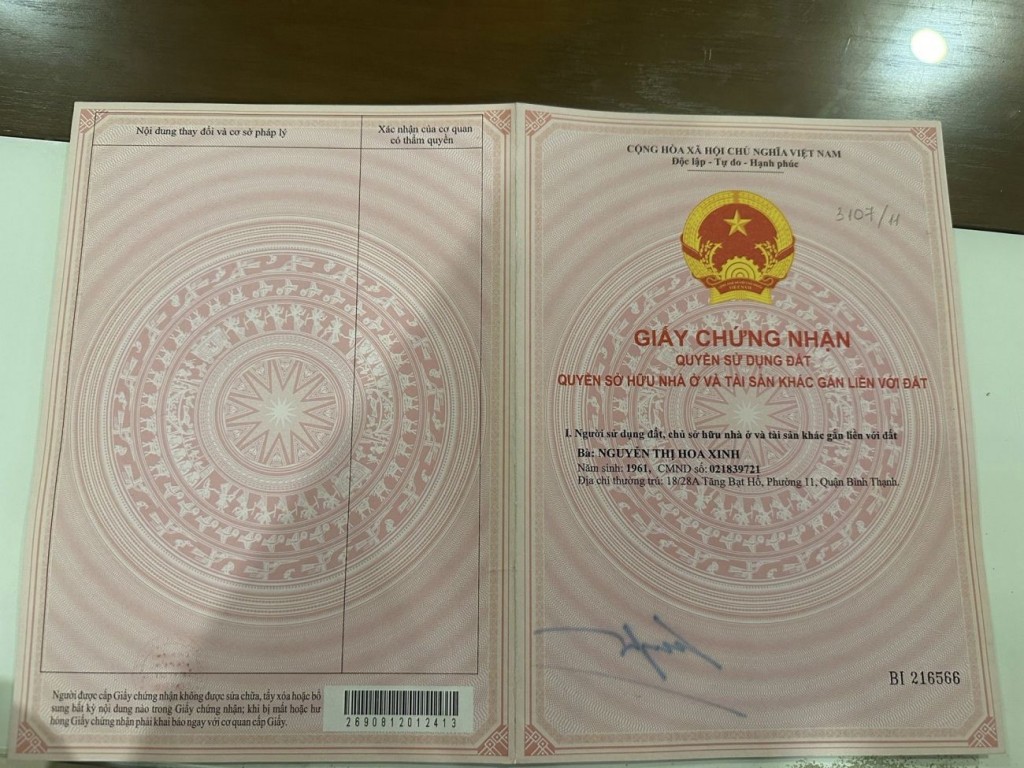 Nội dung thay đổi và cơ sở pháp lý
Xác nhận của cơ quan
có thẩm quyền
Người được cấp Giấy chứng nhận không được sửa chữa, tẩy xóa hoặc bổ
sung bất kỳ nội dung nào trong Giấy chứng nhận; khi bị mất hoặc hư
hỏng Giấy chứng nhận phải khai báo ngay với cơ quan cấp Giấy.
2690812012413
CỘNG HÒA XÃ HỘI CHỦ NGHĨA VIỆT NAM
Độc lập - Tự do - Hạnh phúc
3107/11
GIẤY CHỨNG NHẬN
QUYỀN SỬ DỤNG ĐẤT
QUYỀN SỞ HỮU NHÀ Ở VÀ TÀI SẢN KHÁC GẮN LIỀN VỚI ĐẤT
I. Người sử dụng đất, chủ sở hữu nhà ở và tài sản khác gắn liền với đất
Bà: NGUYỄN THỊ HOA XINH
Năm sinh: 1961, CMND số: 021839721
Địa chỉ thường trú: 18/28A Tăng Bạt Hổ, Phường 11, Quận Bình Thạnh.
BI 216566